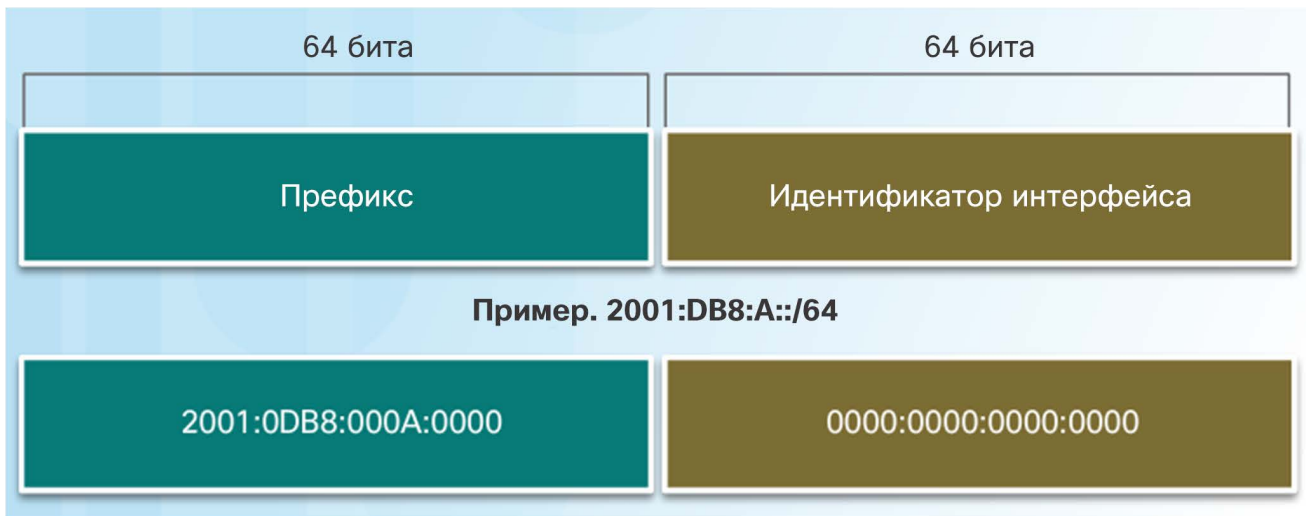 64 бита 64 бита
Префикс Идентификатор интерфейса
Пример. 2001:DB8:A::/64
2001:0DB8:000A:0000 0000:0000:0000:0000